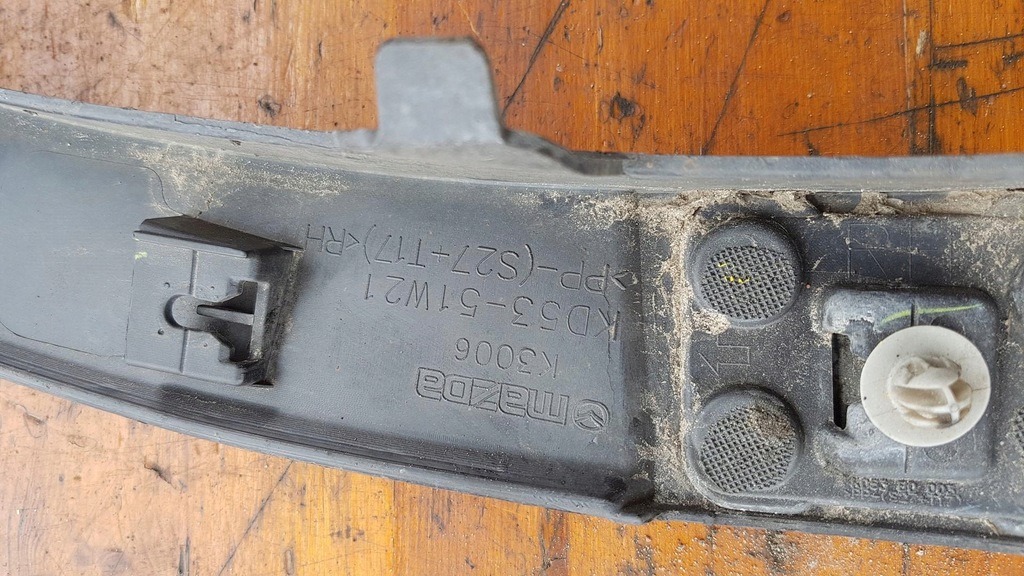 mazda
K3006
KD53-51W21
>PP-(S27+T17)<RH